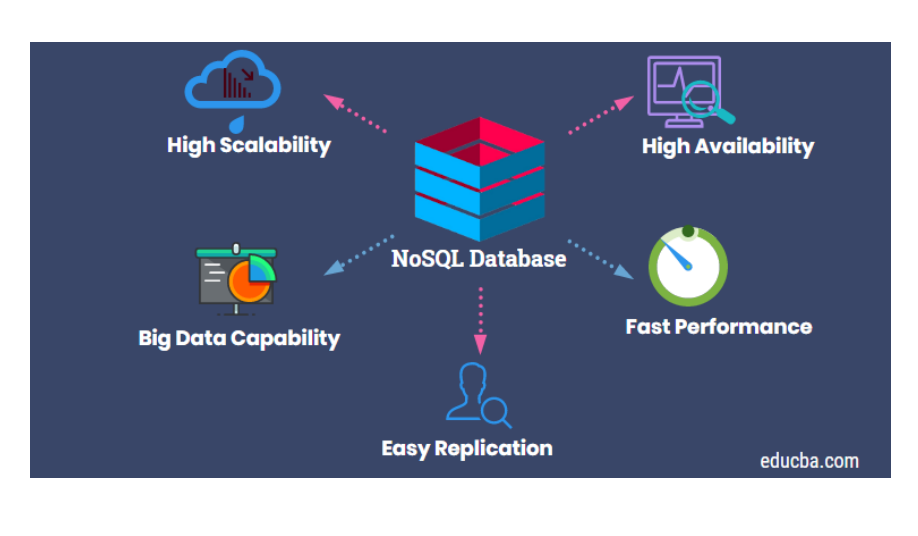 High Scalability
High Availability
NoSQL Database
Big Data Capability
Fast Performance
Easy Replication
educba.com